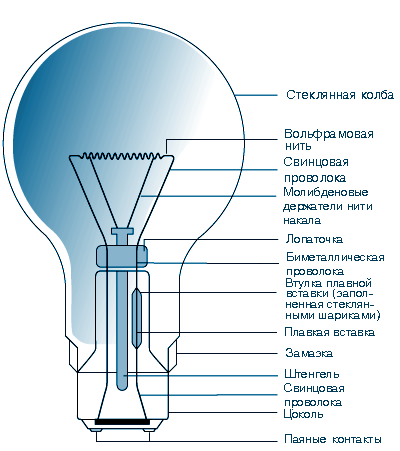 Стеклянная колба
Вольфрамовая
нить
Свинцовая
проволока
Молибденовые
держатели нити
накала
Лопаточка
Биметаллическая
проволока
Втулка плавной
вставки (запол-
ненная стеклян-
ными шариками)
Плавкая вставка
Замазка
Штенгель
Свинцовая
проволока
Цоколь
Паяные контакты